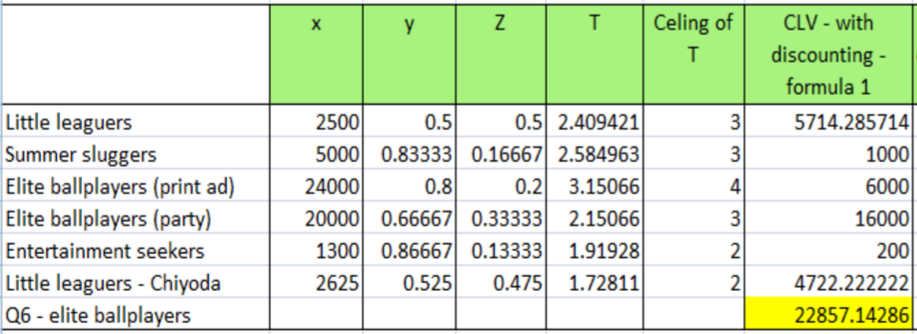 x y Z T Celing of T CLV - with discounting - formula 1
Little leaguers 2500 0.5 0.5 2.409421 3 5714.285714
Summer sluggers 5000 0.83333 0.16667 2.584963 3 1000
Elite ballplayers (print ad) 24000 0.8 0.2 3.15066 4 6000
Elite ballplayers (party) 20000 0.66667 0.33333 2.15066 3 16000
Entertainment seekers 1300 0.86667 0.13333 1.91928 2 200
Little leaguers - Chiyoda 2625 0.525 0.475 1.72811 2 4722.222222
Q6 - elite ballplayers 22857.14286